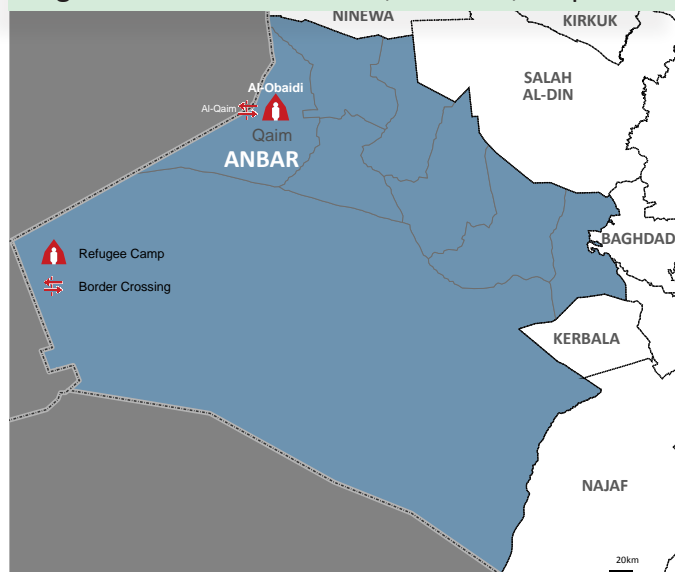 NINEWA
KIRKUK
SALAH
AL-DIN
Al-Obaidi
Al-Qaim
Qaim
ANBAR
BAGHDAD
Refugee Camp
Border Crossing
KERBALA
NAJAF
20km